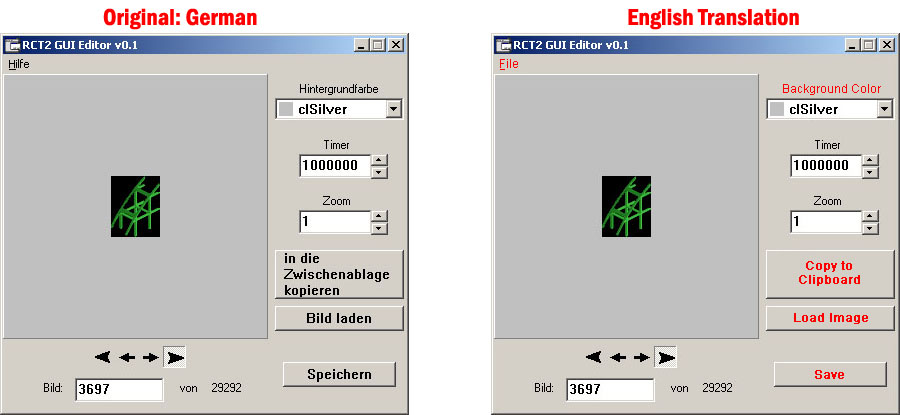 Original: German
RCT2 GUI Editor v0.1
Hilfe
Hintergrundfarbe
clSilver
Timer
1000000
Zoom
1
in die
Zwischenablage
kopieren
Bild laden
Speichern
Bild: 3697 von 29292
English Translation
RCT2 GUI Editor v0.1
File
Background Color
clSilver
Timer
1000000
Zoom
1
Copy to
Clipboard
Load Image
Save
Bild: 3697 von 29292